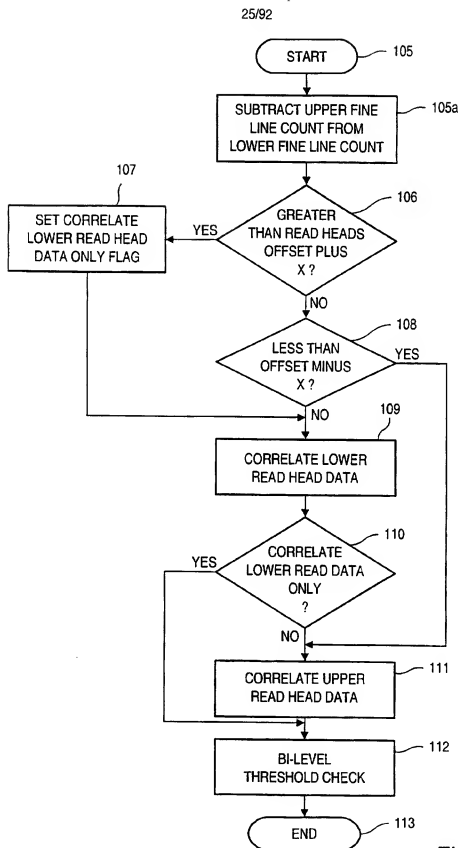 25/92
START
105
SUBTRACT UPPER FINE
LINE COUNT FROM
LOWER FINE LINE COUNT
105a
107
106
SET CORRELATE
LOWER READ HEAD
DATA ONLY FLAG
YES
GREATER
THAN READ HEADS
OFFSET PLUS
X ?
NO
108
LESS THAN
OFFSET MINUS
X ?
YES
NO
109
CORRELATE LOWER
READ HEAD DATA
110
YES
CORRELATE
LOWER READ DATA
ONLY
?
NO
CORRELATE UPPER
READ HEAD DATA
111
BI-LEVEL
THRESHOLD CHECK
112
END
113